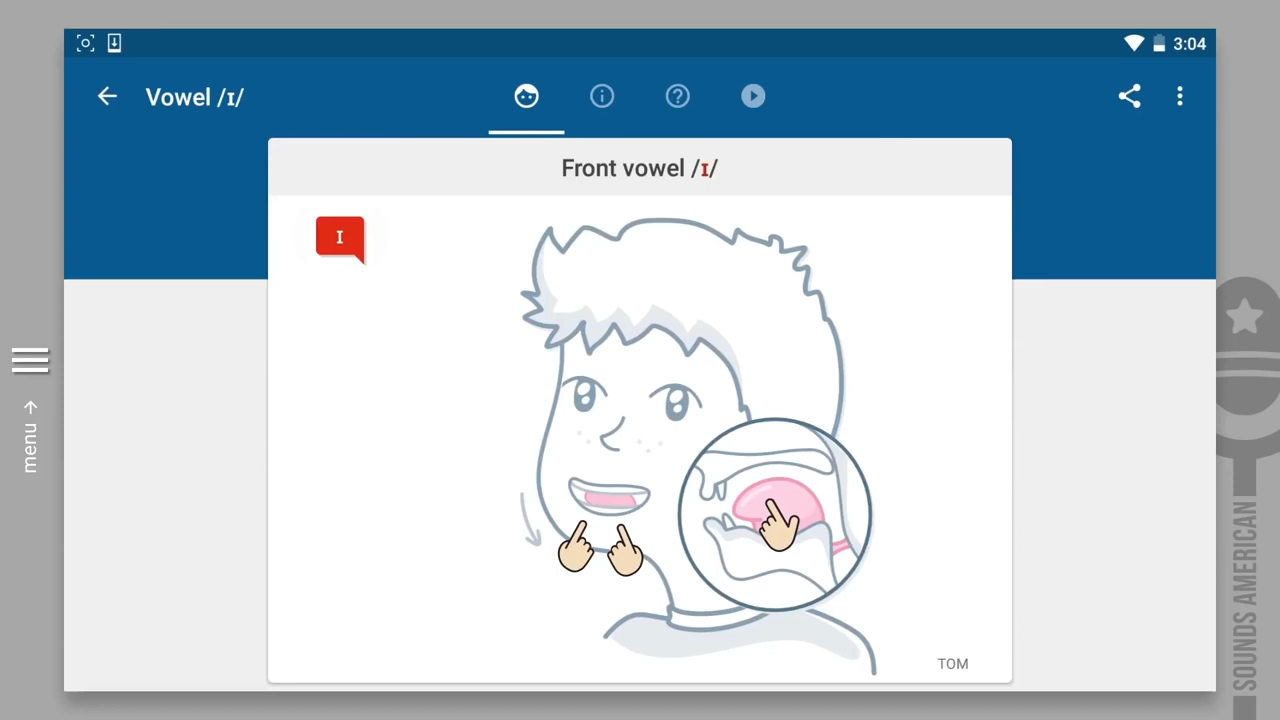 3:04
Vowel /ɪ/
Front vowel /ɪ/
ɪ
menu
TOM
SOUNDS AMERICAN